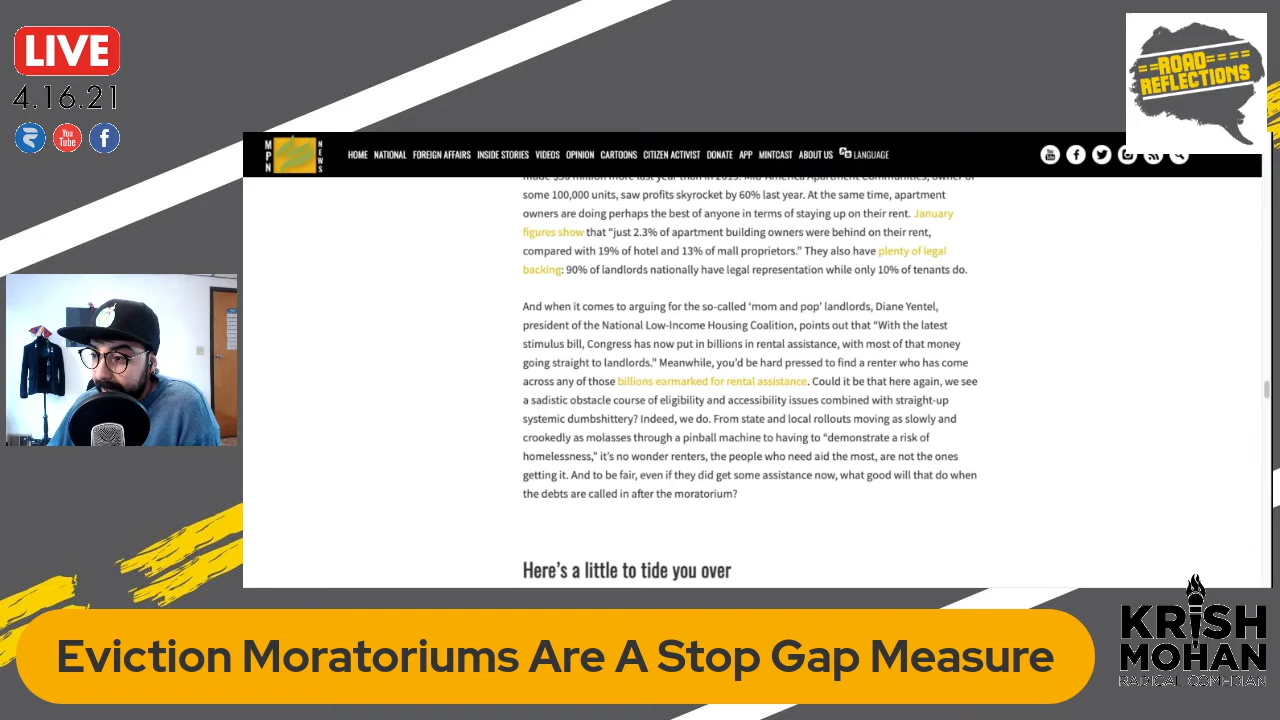 LIVE
4.16.21
You
Tube
==ROAD====
REFLECTIONS
M P N
NEWS
HOME NATIONAL FOREIGN AFFAIRS INSIDE STORIES VIDEOS OPINION CARTOONS CITIZEN ACTIVIST DONATE APP MINTCAST ABOUT US LANGUAGE
some 100,000 units, saw profits skyrocket by 60% last year. At the same time, apartment
owners are doing perhaps the best of anyone in terms of staying up on their rent. January
figures show that “just 2.3% of apartment building owners were behind on their rent,
compared with 19% of hotel and 13% of mall proprietors.” They also have plenty of legal
backing: 90% of landlords nationally have legal representation while only 10% of tenants do.
And when it comes to arguing for the so-called ‘mom and pop’ landlords, Diane Yentel,
president of the National Low-Income Housing Coalition, points out that “With the latest
stimulus bill, Congress has now put in billions in rental assistance, with most of that money
going straight to landlords.” Meanwhile, you’d be hard pressed to find a renter who has come
across any of those billions earmarked for rental assistance. Could it be that here again, we see
a sadistic obstacle course of eligibility and accessibility issues combined with straight-up
systemic dumbshittery? Indeed, we do. From state and local rollouts moving as slowly and
crookedly as molasses through a pinball machine to having to “demonstrate a risk of
homelessness,” it’s no wonder renters, the people who need aid the most, are not the ones
getting it. And to be fair, even if they did get some assistance now, what good will that do when
the debts are called in after the moratorium?
Here’s a little to tide you over
Eviction Moratoriums Are A Stop Gap Measure
KRISH
MOHAN
RADICAL COMEDIAN